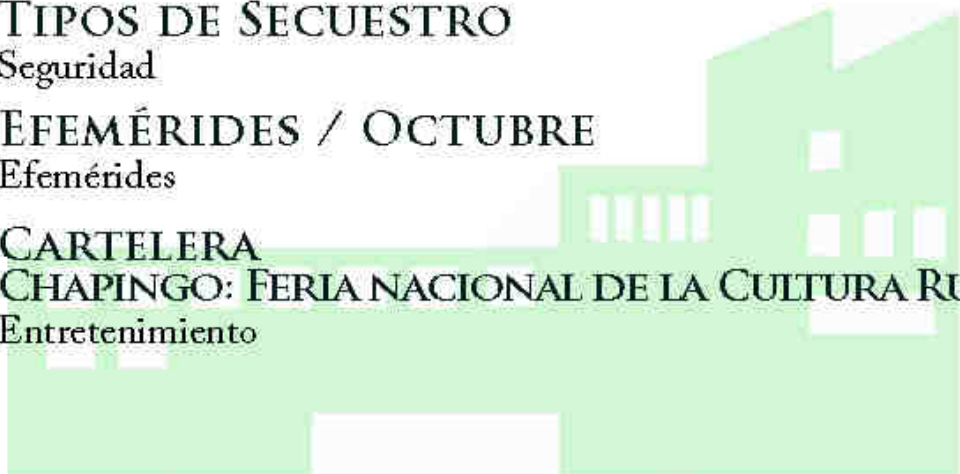 Tipos de Secuestro
Seguridad
Efemérides / Octubre
Efemérides
Cartelera
Chapingo: Feria nacional de la Cultura
Entretenimiento